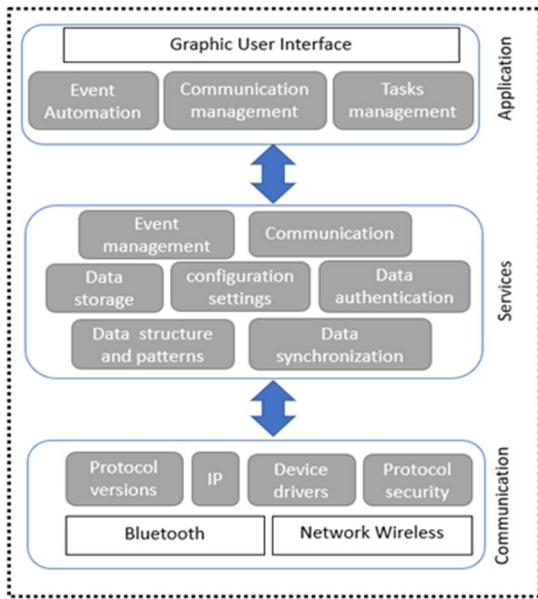 Graphic User Interface
Event
Automation
Communication
management
Tasks
management
Application
Event
management
Communication
Data
storage
configuration
settings
Data
authentication
Data structure
and patterns
Data
synchronization
Services
Protocol
versions
IP
Device
drivers
Protocol
security
Bluetooth
Network Wireless
Communication